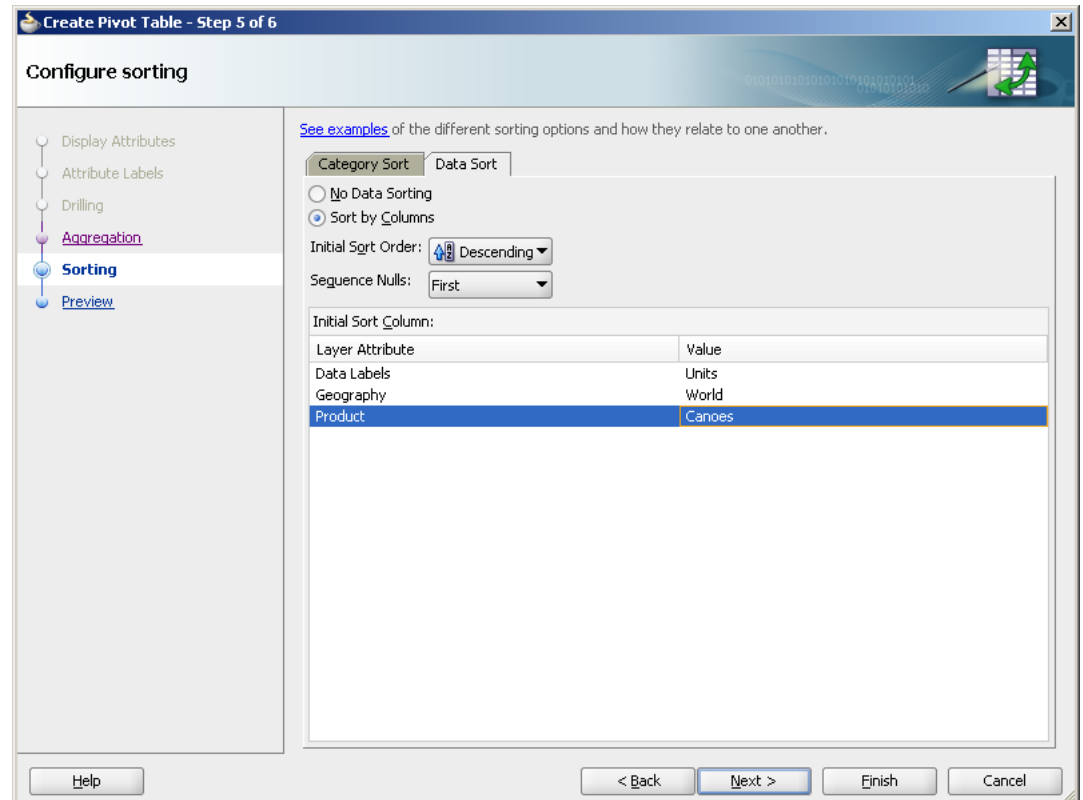 Create Pivot Table - Step 5 of 6
Configure sorting
Display Attributes
Attribute Labels
Drilling
Aggregation
Sorting
Preview
See examples of the different sorting options and how they relate to one another.
Category Sort Data Sort
No Data Sorting
Sort by Columns
Initial Sort Order: Descending
Sequence Nulls: First
Initial Sort Column:
Layer Attribute Value
Data Labels Units
Geography World
Product Canoes
Help < Back Next > Finish Cancel